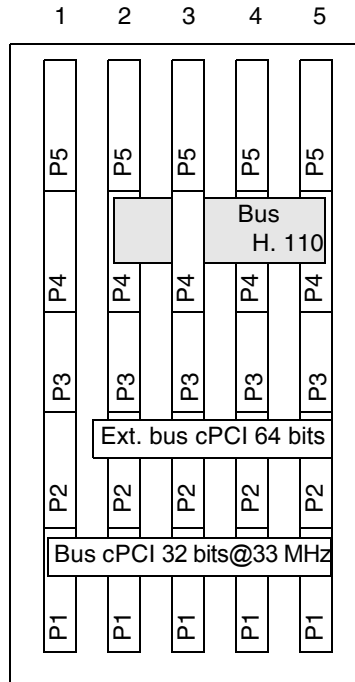 1 2 3 4 5
P5 P5 P5 P5 P5
Bus
H. 110
P4 P4 P4 P4 P4
P3 P3 P3 P3 P3
Ext. bus cPCI 64 bits
P2 P2 P2 P2 P2
Bus cPCI 32 bits@33 MHz
P1 P1 P1 P1 P1